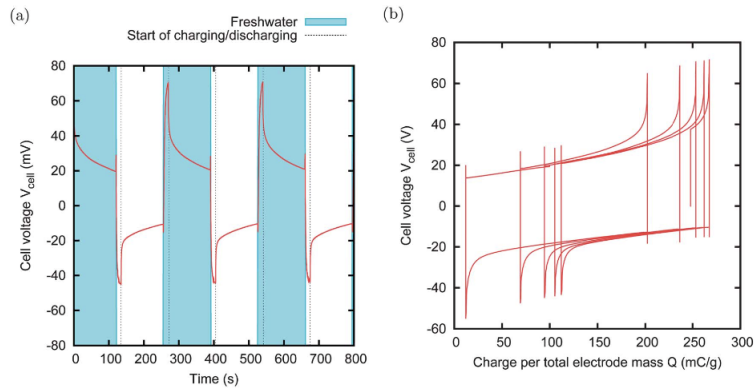 (a)
Freshwater
Start of charging/discharging
80
60
40
20
0
-20
-40
-60
-80
Cell voltage Vcell (mV)
0 100 200 300 400 500 600 700 800
Time (s)
(b)
80
60
40
20
0
-20
-40
-60
Cell voltage Vcell (V)
0 50 100 150 200 250 300
Charge per total electrode mass Q (mC/g)